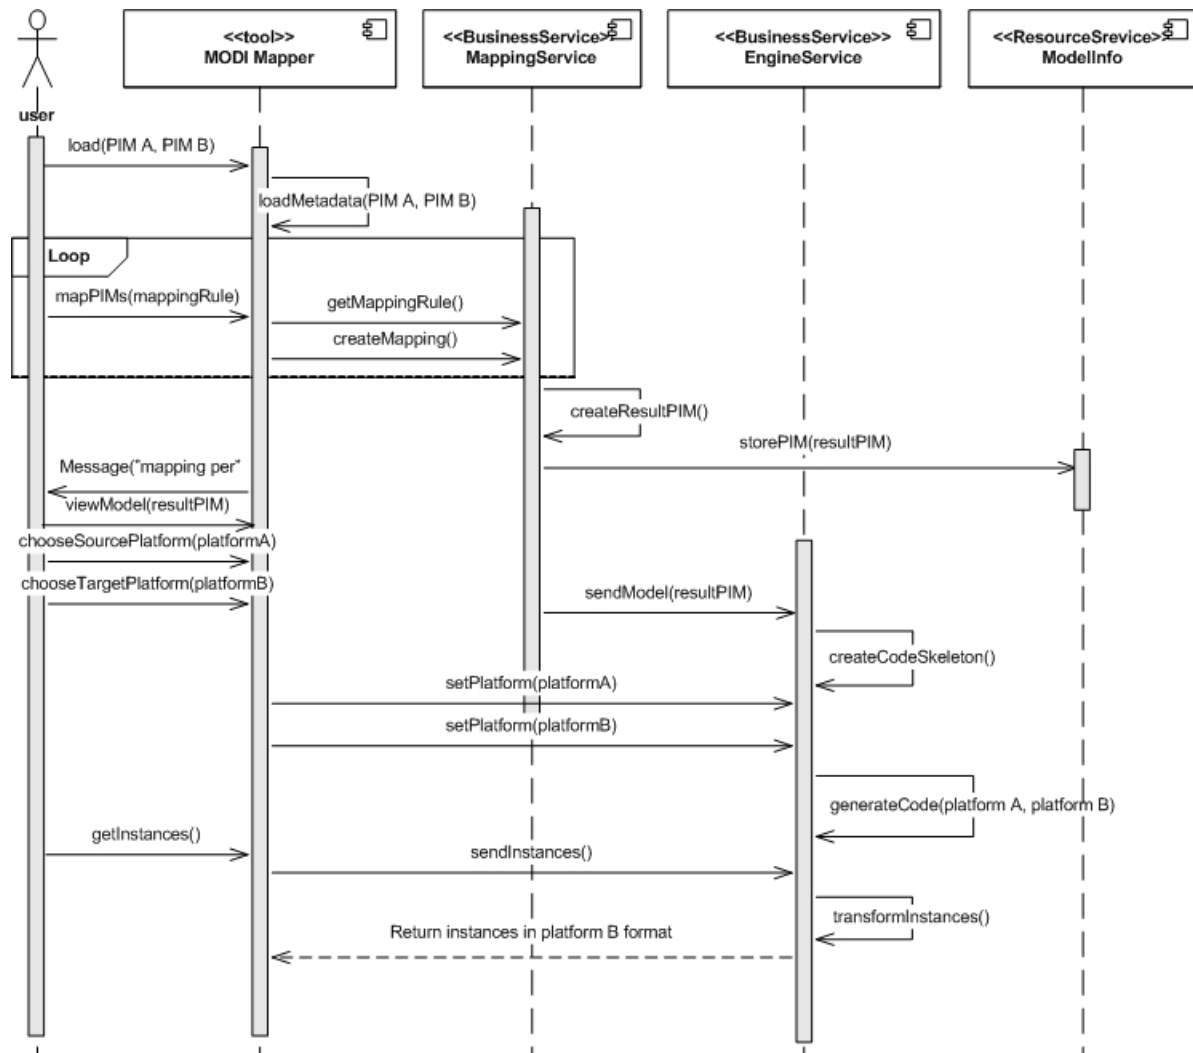 <<tool>>
MODI Mapper
<<BusinessService>>
MappingService
<<BusinessService>>
EngineService
<<ResourceSrevice>>
ModelInfo
user
load(PIM A, PIM B)
loadMetadata(PIM A, PIM B)
Loop
mapPIMs(mappingRule)
getMappingRule()
createMapping()
createResultPIM()
storePIM(resultPIM)
Message("mapping per"
viewModel(resultPIM)
chooseSourcePlatform(platformA)
chooseTargetPlatform(platformB)
sendModel(resultPIM)
createCodeSkeleton()
setPlatform(platformA)
setPlatform(platformB)
generateCode(platform A, platform B)
getInstances()
sendInstances()
transformInstances()
Return instances in platform B format